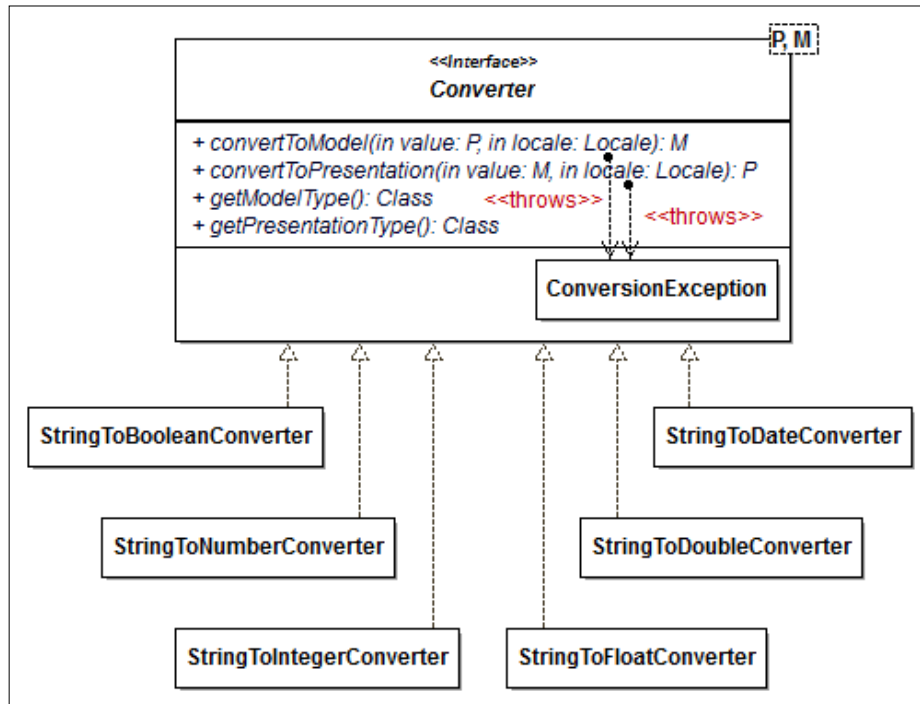 P, M
<<Interface>>
Converter
+ convertToModel(in value: P, in locale: Locale): M
+ convertToPresentation(in value: M, in locale: Locale): P
+ getModelType(): Class
<<throws>>
<<throws>>
+ getPresentationType(): Class
ConversionException
StringToBooleanConverter
StringToDateConverter
StringToNumberConverter
StringToDoubleConverter
StringToIntegerConverter
StringToFloatConverter